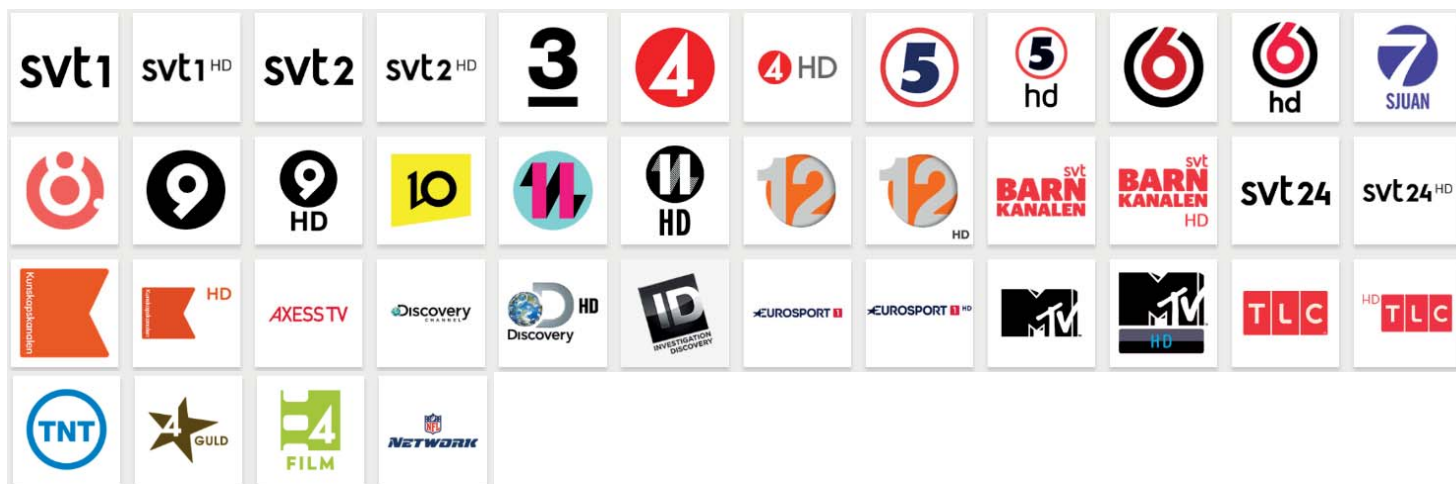 svt1
svt1 HD
svt2
svt2 HD
3
4
4 HD
5
5
hd
6
6
hd
7
SJUAN
8
9
9
HD
10
11
11
HD
12
12
HD
svt
BARN
KANALEN
svt
BARN
KANALEN
HD
svt24
svt24 HD
Kunskapskanalen
Kunskapskanalen
HD
AXESS TV
Discovery
CHANNEL
D HD
Discovery
ID
INVESTIGATION
DISCOVERY
EUROSPORT 1
EUROSPORT 1 HD
MTV
MTV
HD
TLC
HD TLC
TNT
4 GULD
4
FILM
NFL
NETWORK